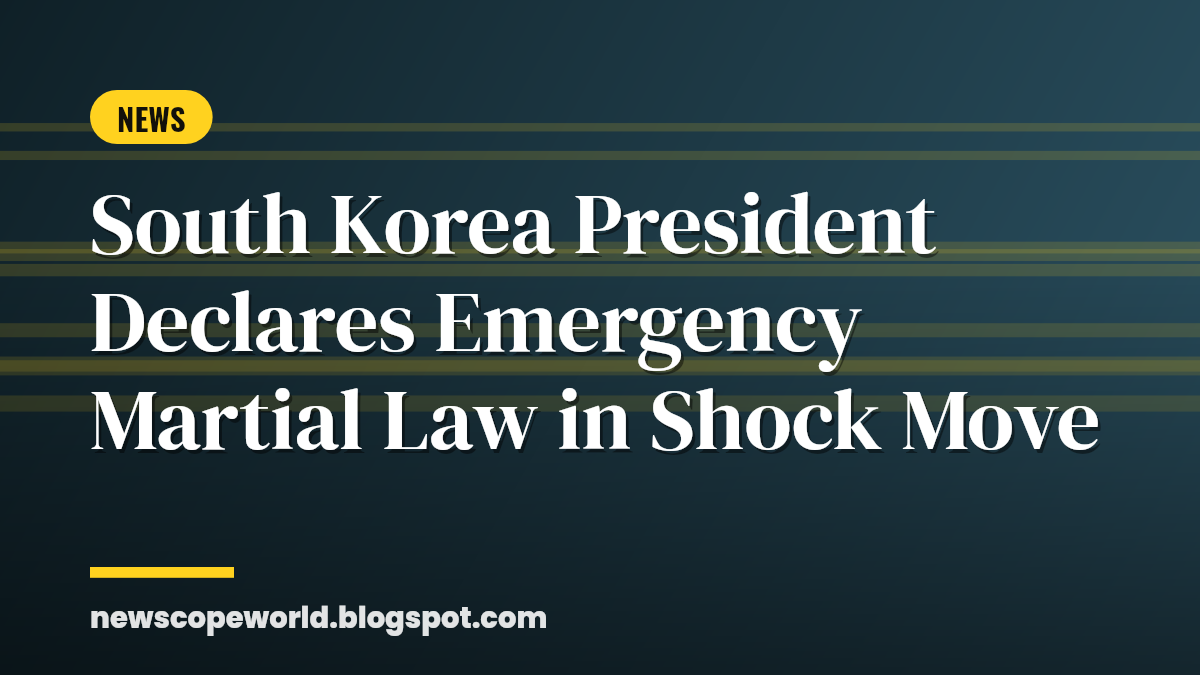 NEWS
South Korea President
Declares Emergency
Martial Law in Shock Move
newscopeworld.blogspot.com